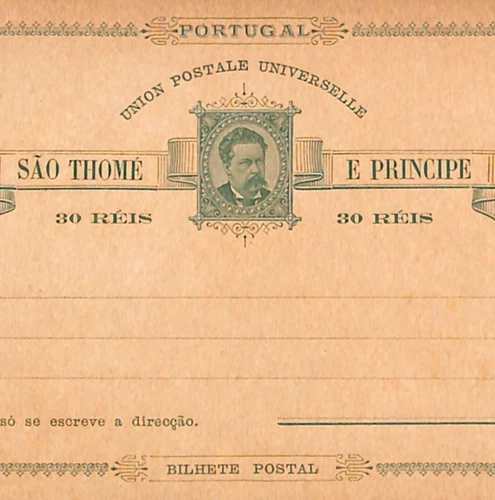 PORTUGAL
UNION POSTALE UNIVERSELLE
SÃO THOMÉ E PRINCIPE
30 RÉIS 30 RÉIS
só se escreve a direcção.
BILHETE POSTAL